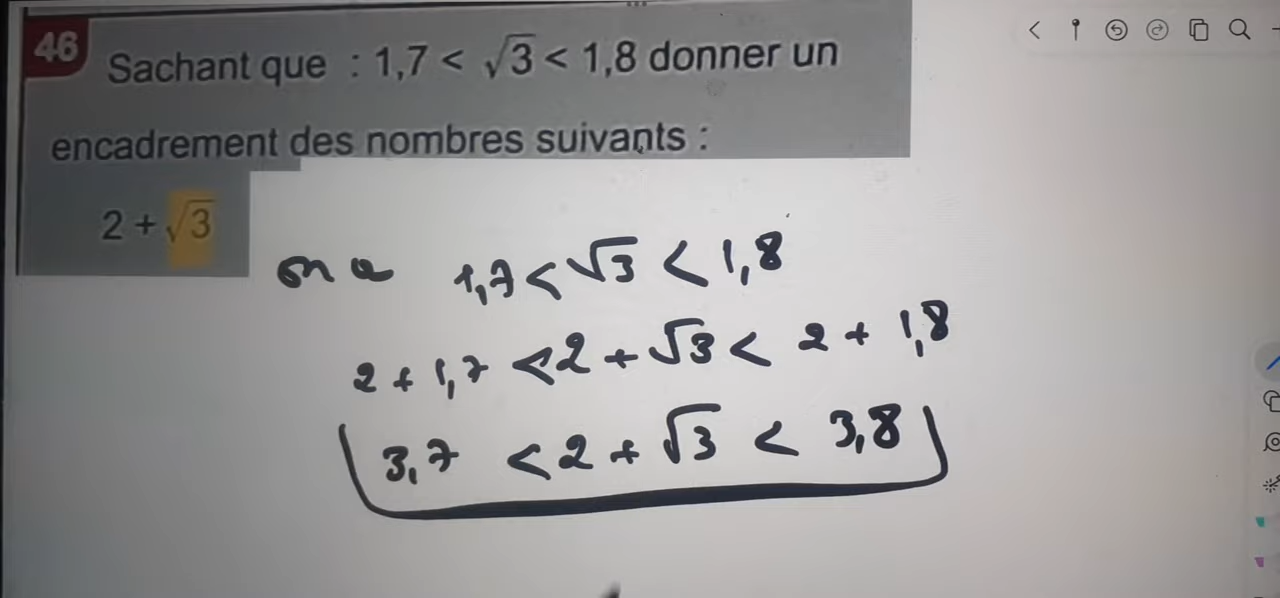 46 Sachant que : 1,7 < √3 < 1,8 donner un
encadrement des nombres suivants :
2 + √3
on a 1,7 < √3 < 1,8
2 + 1,7 < 2 + √3 < 2 + 1,8
3,7 < 2 + √3 < 3,8